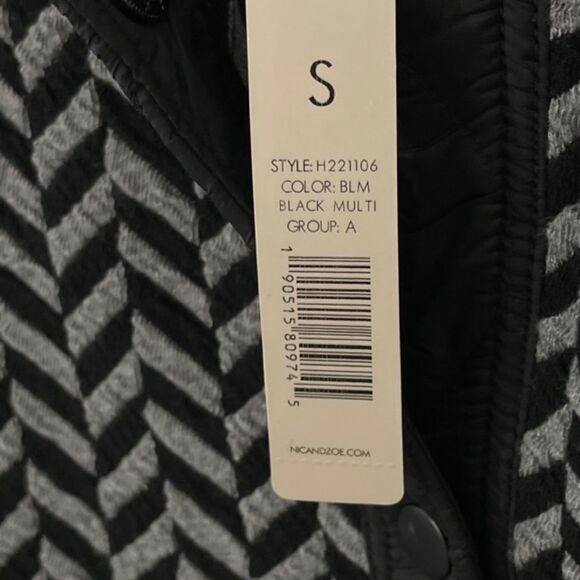 S
STYLE: H221106
COLOR: BLM
BLACK MULTI
GROUP: A
1 90515 80974 5
NICANDZOE.COM